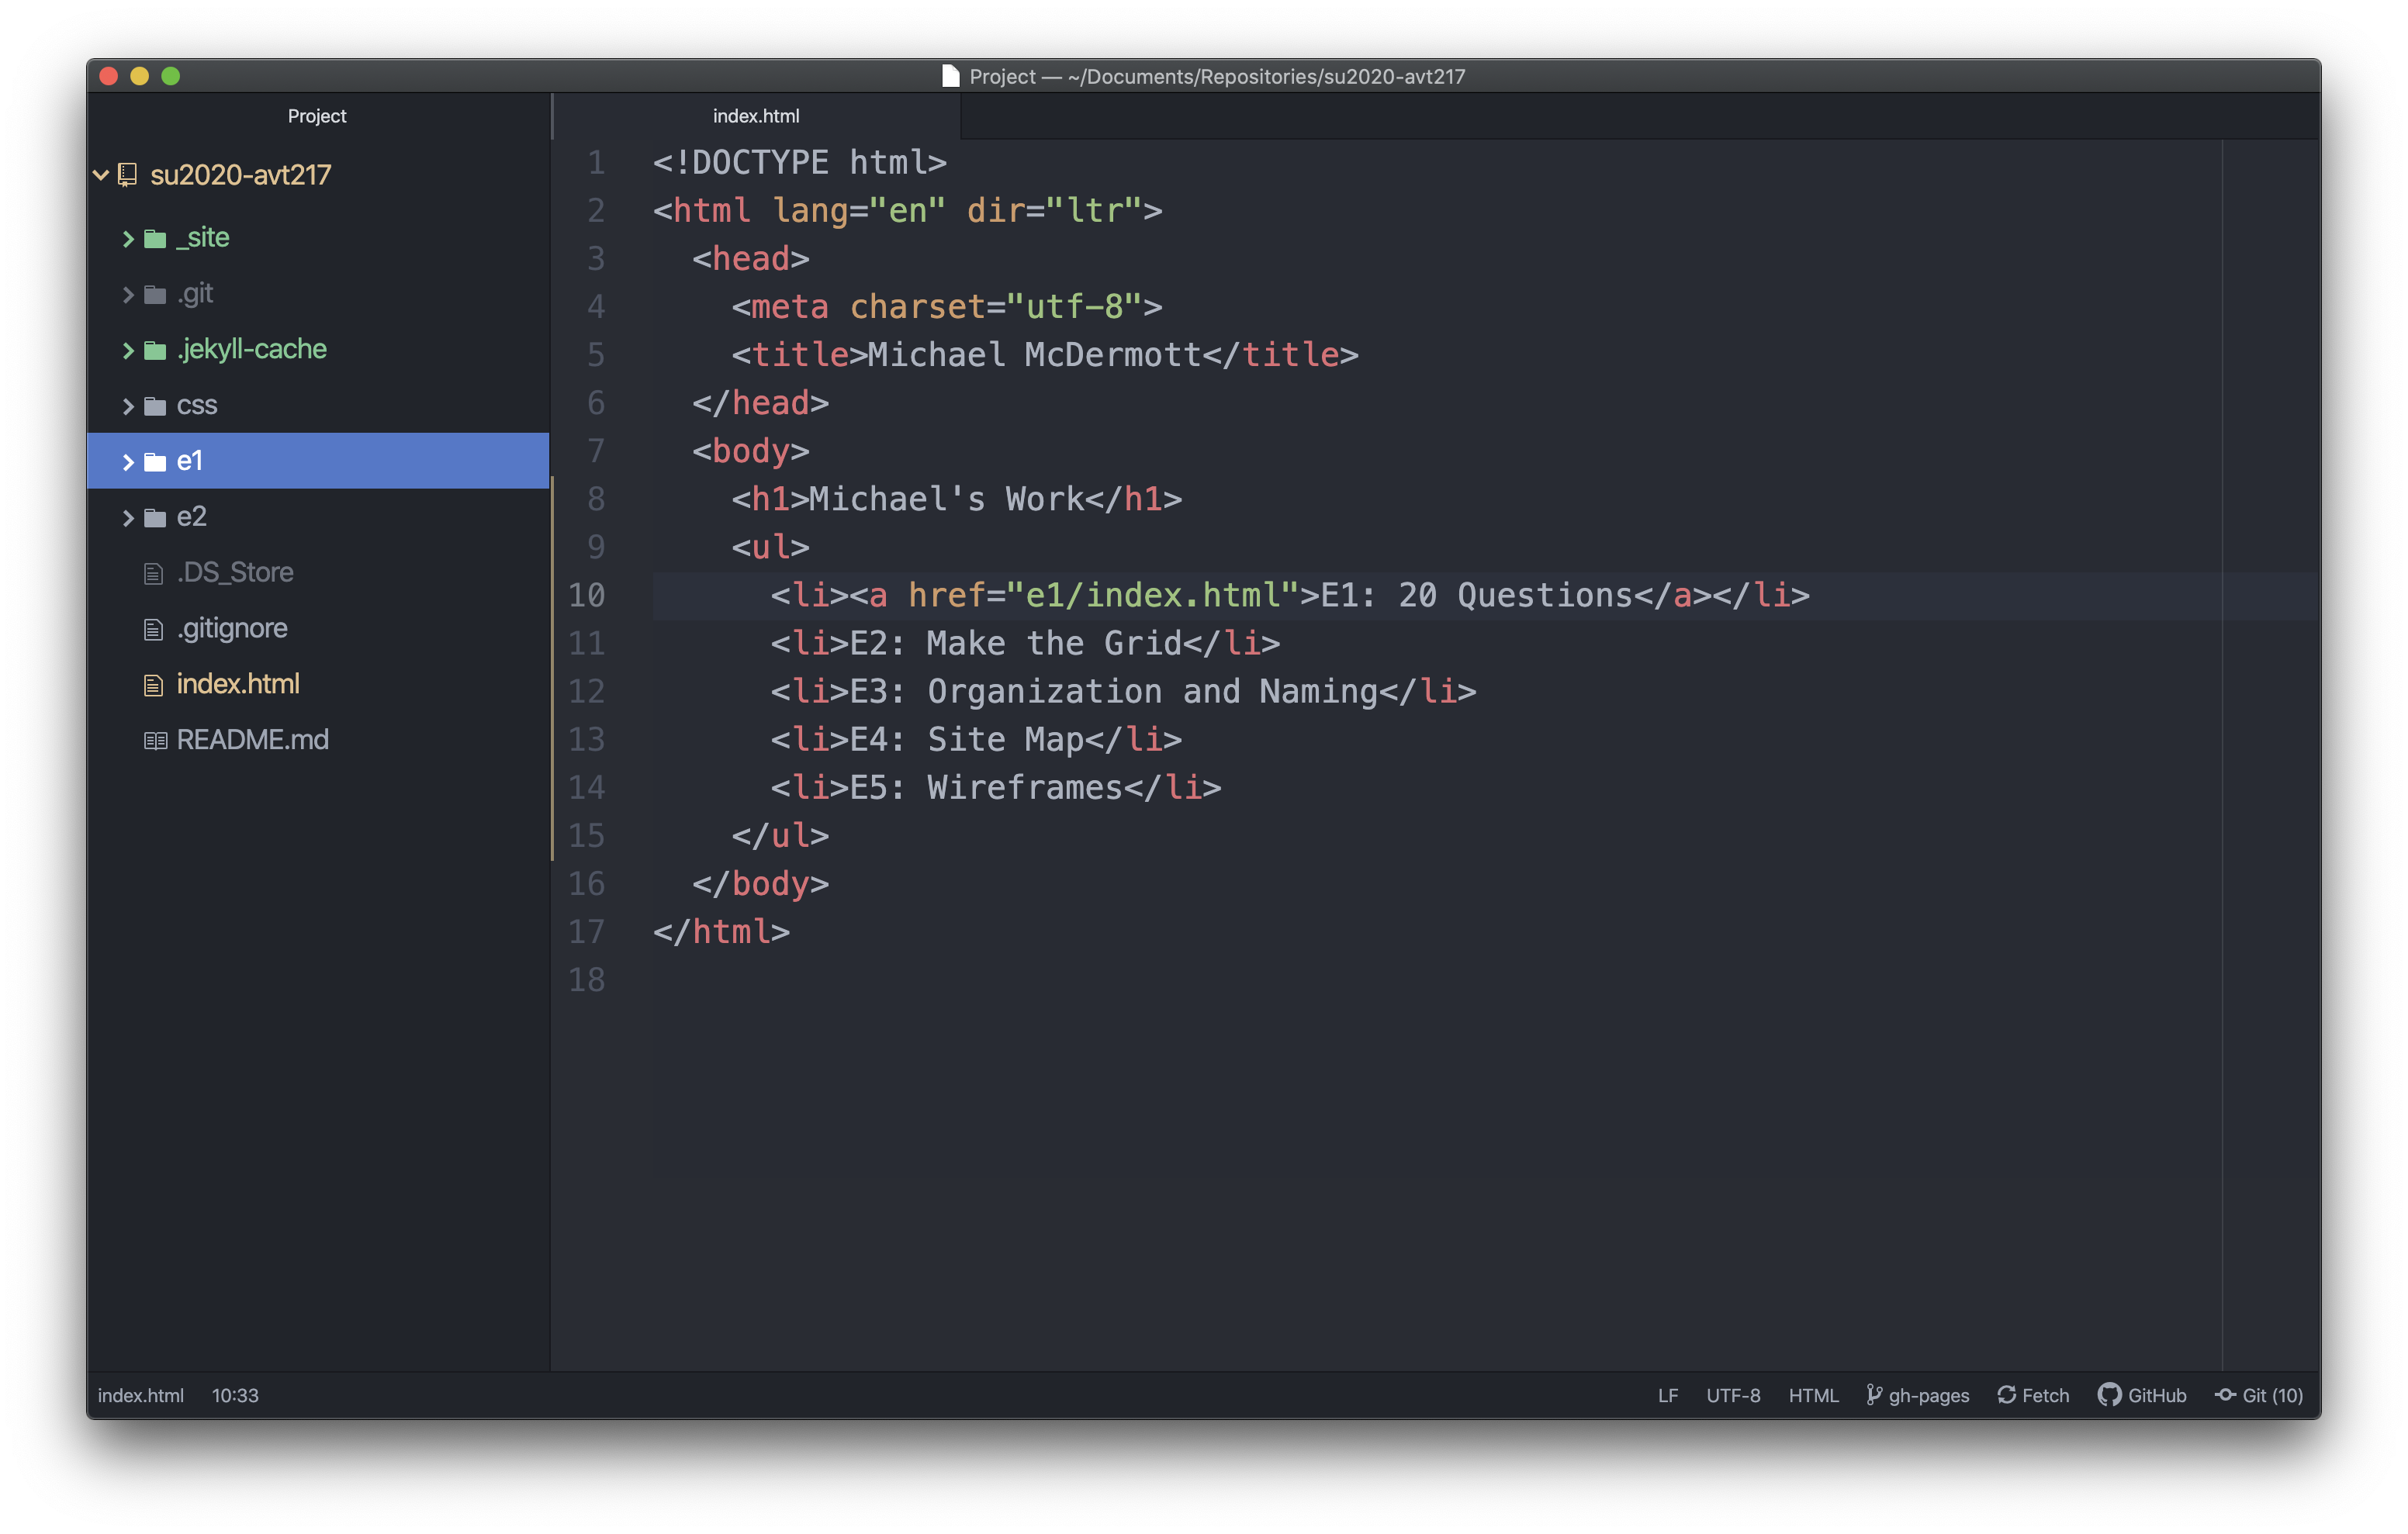 Project — ~/Documents/Repositories/su2020-avt217
Project
su2020-avt217
_site
.git
.jekyll-cache
css
e1
e2
.DS_Store
.gitignore
index.html
README.md
index.html
1 <!DOCTYPE html>
2 <html lang="en" dir="ltr">
3   <head>
4     <meta charset="utf-8">
5     <title>Michael McDermott</title>
6   </head>
7   <body>
8     <h1>Michael's Work</h1>
9     <ul>
10       <li><a href="e1/index.html">E1: 20 Questions</a></li>
11       <li>E2: Make the Grid</li>
12       <li>E3: Organization and Naming</li>
13       <li>E4: Site Map</li>
14       <li>E5: Wireframes</li>
15     </ul>
16   </body>
17 </html>
18
index.html 10:33 LF UTF-8 HTML gh-pages Fetch GitHub Git (10)